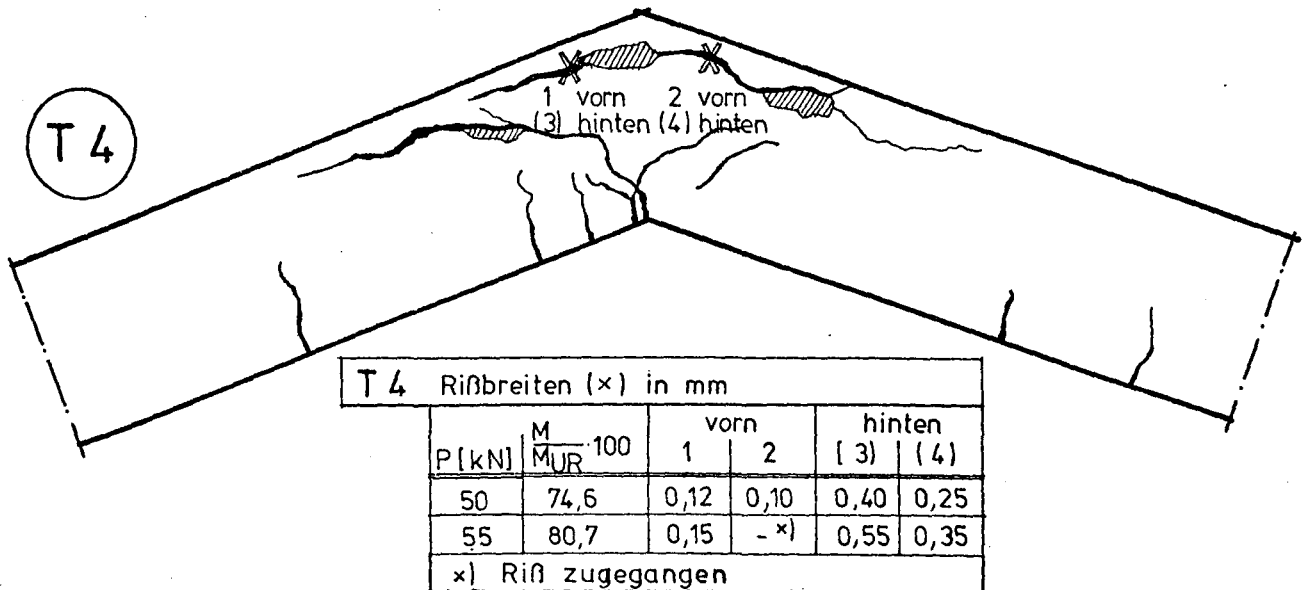 T 4
1 vorn 2 vorn
(3) hinten (4) hinten
T 4 Rißbreiten (×) in mm
P[kN] M/MUR·100 vorn hinten
1 2 (3) (4)
50 74,6 0,12 0,10 0,40 0,25
55 80,7 0,15 - ×) 0,55 0,35
×) Riß zugegangen